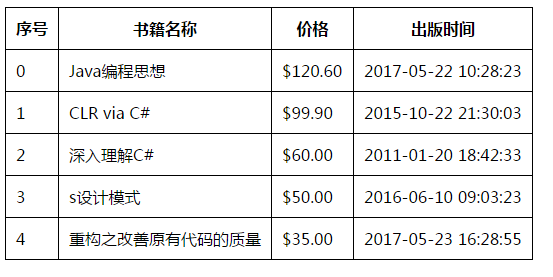 序号 书籍名称 价格 出版时间
0 Java编程思想 $120.60 2017-05-22 10:28:23
1 CLR via C# $99.90 2015-10-22 21:30:03
2 深入理解C# $60.00 2011-01-20 18:42:33
3 s设计模式 $50.00 2016-06-10 09:03:23
4 重构之改善原有代码的质量 $35.00 2017-05-23 16:28:55